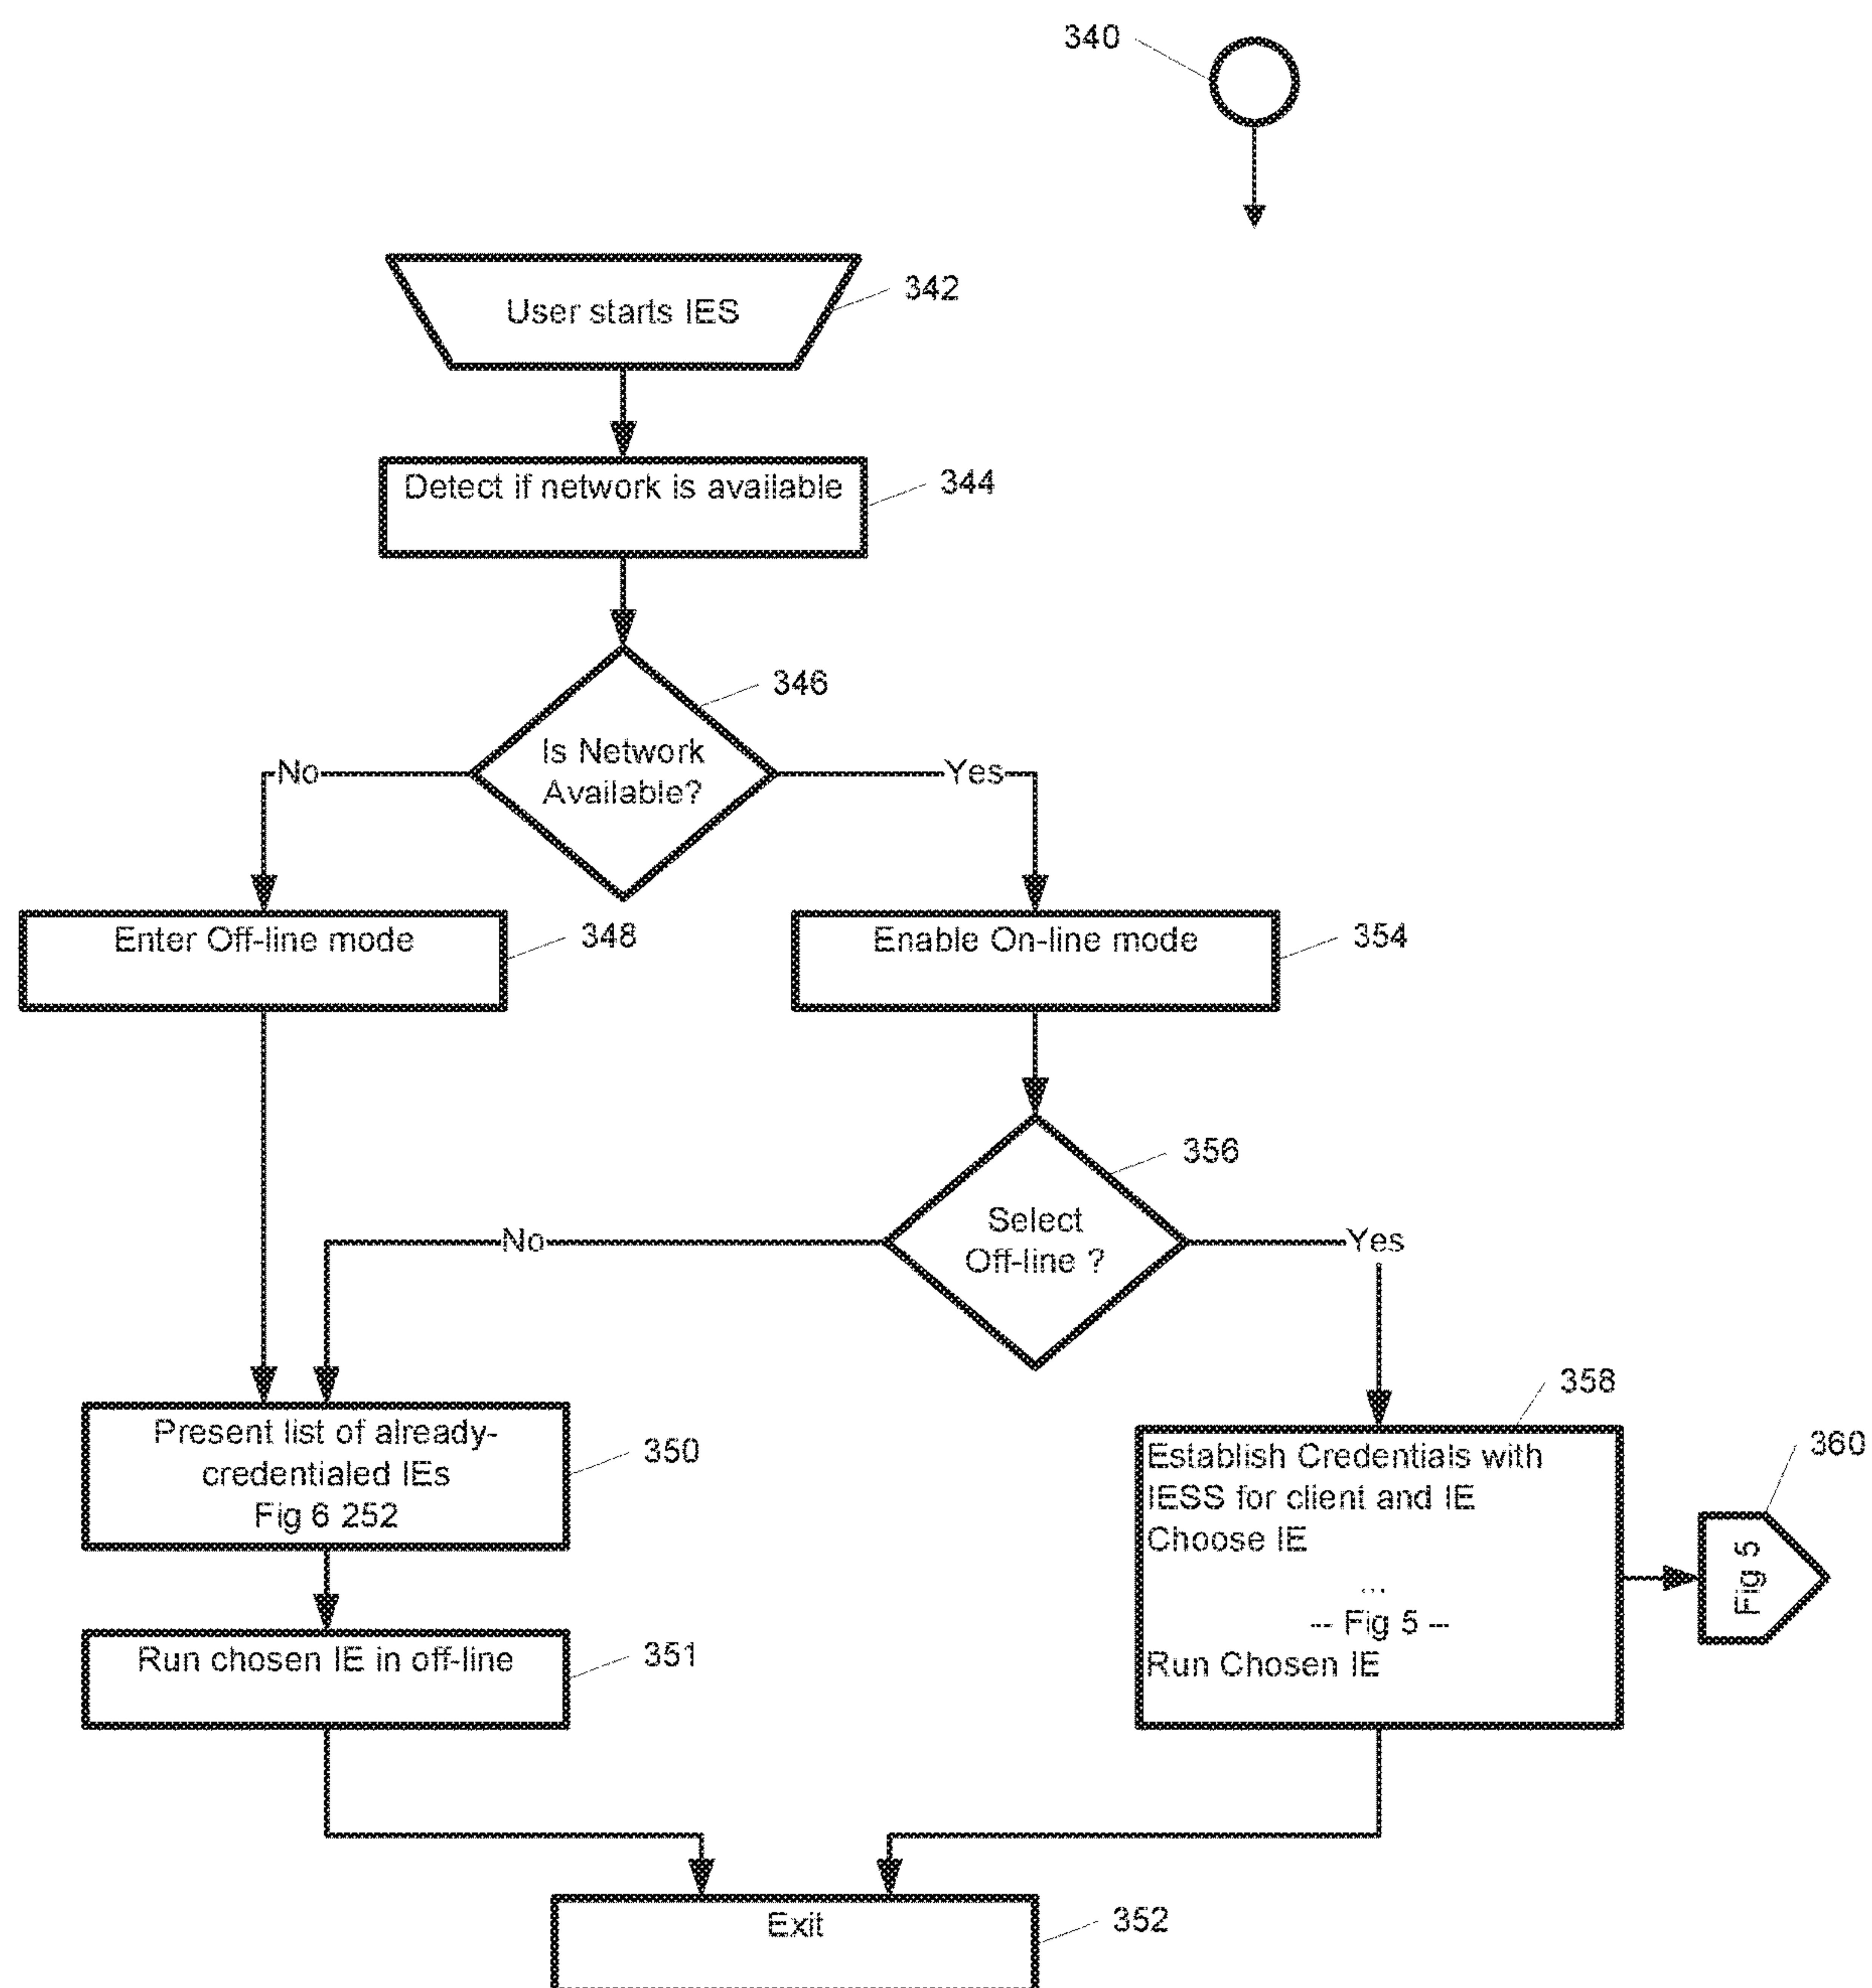 340
User starts IES
342
Detect if network is available
344
346
Is Network
Available?
No
Yes
Enter Off-line mode
348
Enable On-line mode
354
356
Select
Off-line ?
No
Yes
Present list of already-
credentialed IEs
Fig 6 252
350
358
Establish Credentials with
IESS for client and IE
Choose IE
...
-- Fig 5 --
Run Chosen IE
360
Fig 5
Run chosen IE in off-line
351
Exit
352